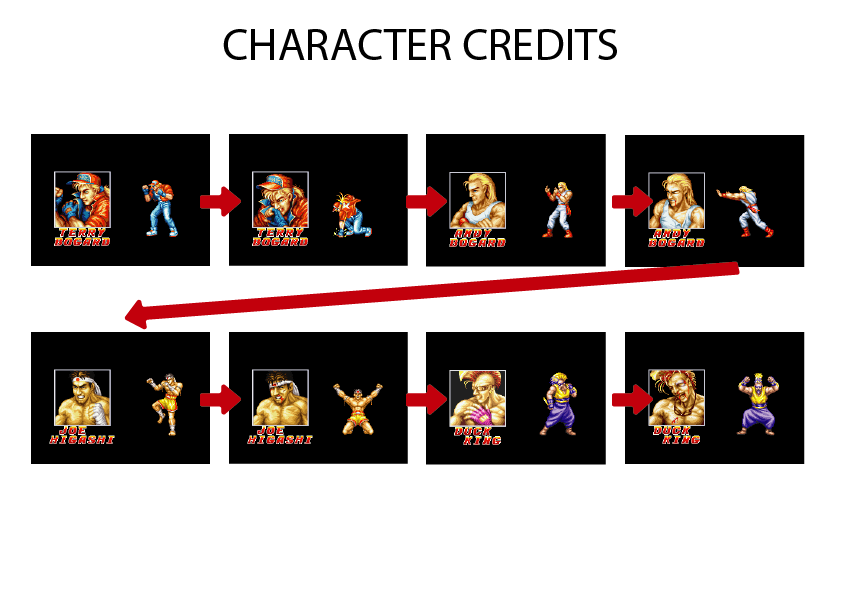 CHARACTER CREDITS
TERRY
BOGARD
TERRY
BOGARD
ANDY
BOGARD
ANDY
BOGARD
JOE
HIGASHI
JOE
HIGASHI
DUCK
KING
DUCK
KING